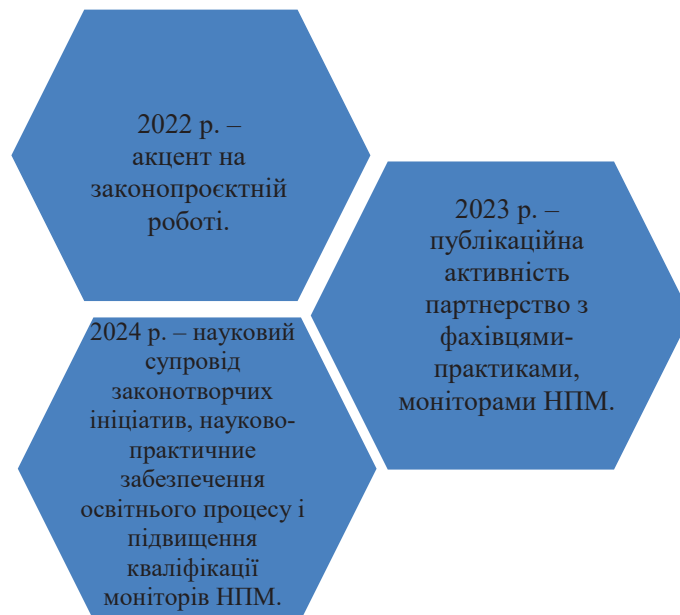 2022 р. –
акцент на
законопроєктній
роботі.
2023 р. –
публікаційна
активність
партнерство з
фахівцями-
практиками,
моніторами НПМ.
2024 р. – науковий
супровід
законотворчих
ініціатив, науково-
практичние
забезпечення
освітнього процесу і
підвищення
кваліфікації
моніторів НПМ.